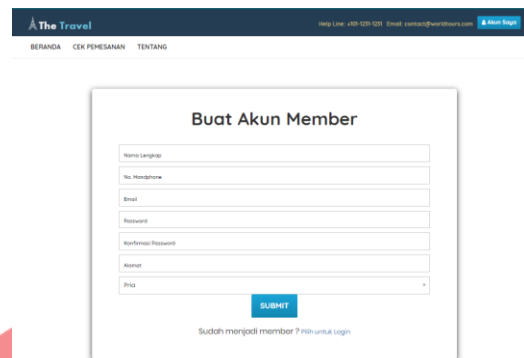 The Travel
Help Line: +101-1231-1231 Email: contact@worldtours.com Akun Saya
BERANDA CEK PEMESANAN TENTANG
Buat Akun Member
Nama Lengkap
No. Handphone
Email
Password
Konfirmasi Password
Alamat
Pria
SUBMIT
Sudah menjadi member ? Pilih untuk Login